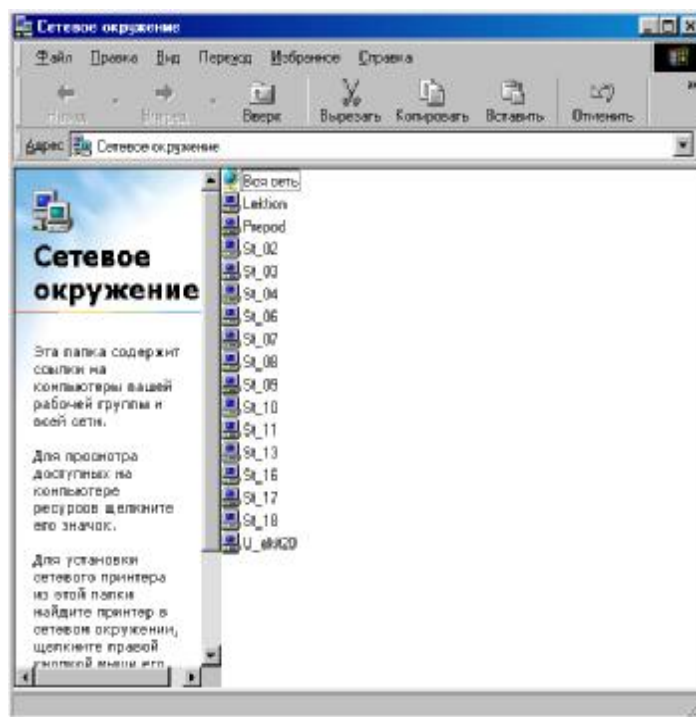 Сетевое окружение
Файл Правка Вид Переход Избранное Справка
Назад Вперед Вверх Вырезать Копировать Вставить Отменить
Адрес Сетевое окружение
Сетевое
окружение
Эта папка содержит
ссылки на
компьютеры вашей
рабочей группы и
всей сети.
Для просмотра
доступных на
компьютере
ресурсов щелкните
его значок.
Для установки
сетевого принтера
из этой папки
найдите принтер в
сетевом окружении,
щелкните правой
кнопкой мыши его
Вся сеть
Lektion
Prepod
St_02
St_03
St_04
St_06
St_07
St_08
St_09
St_10
St_11
St_13
St_16
St_17
St_18